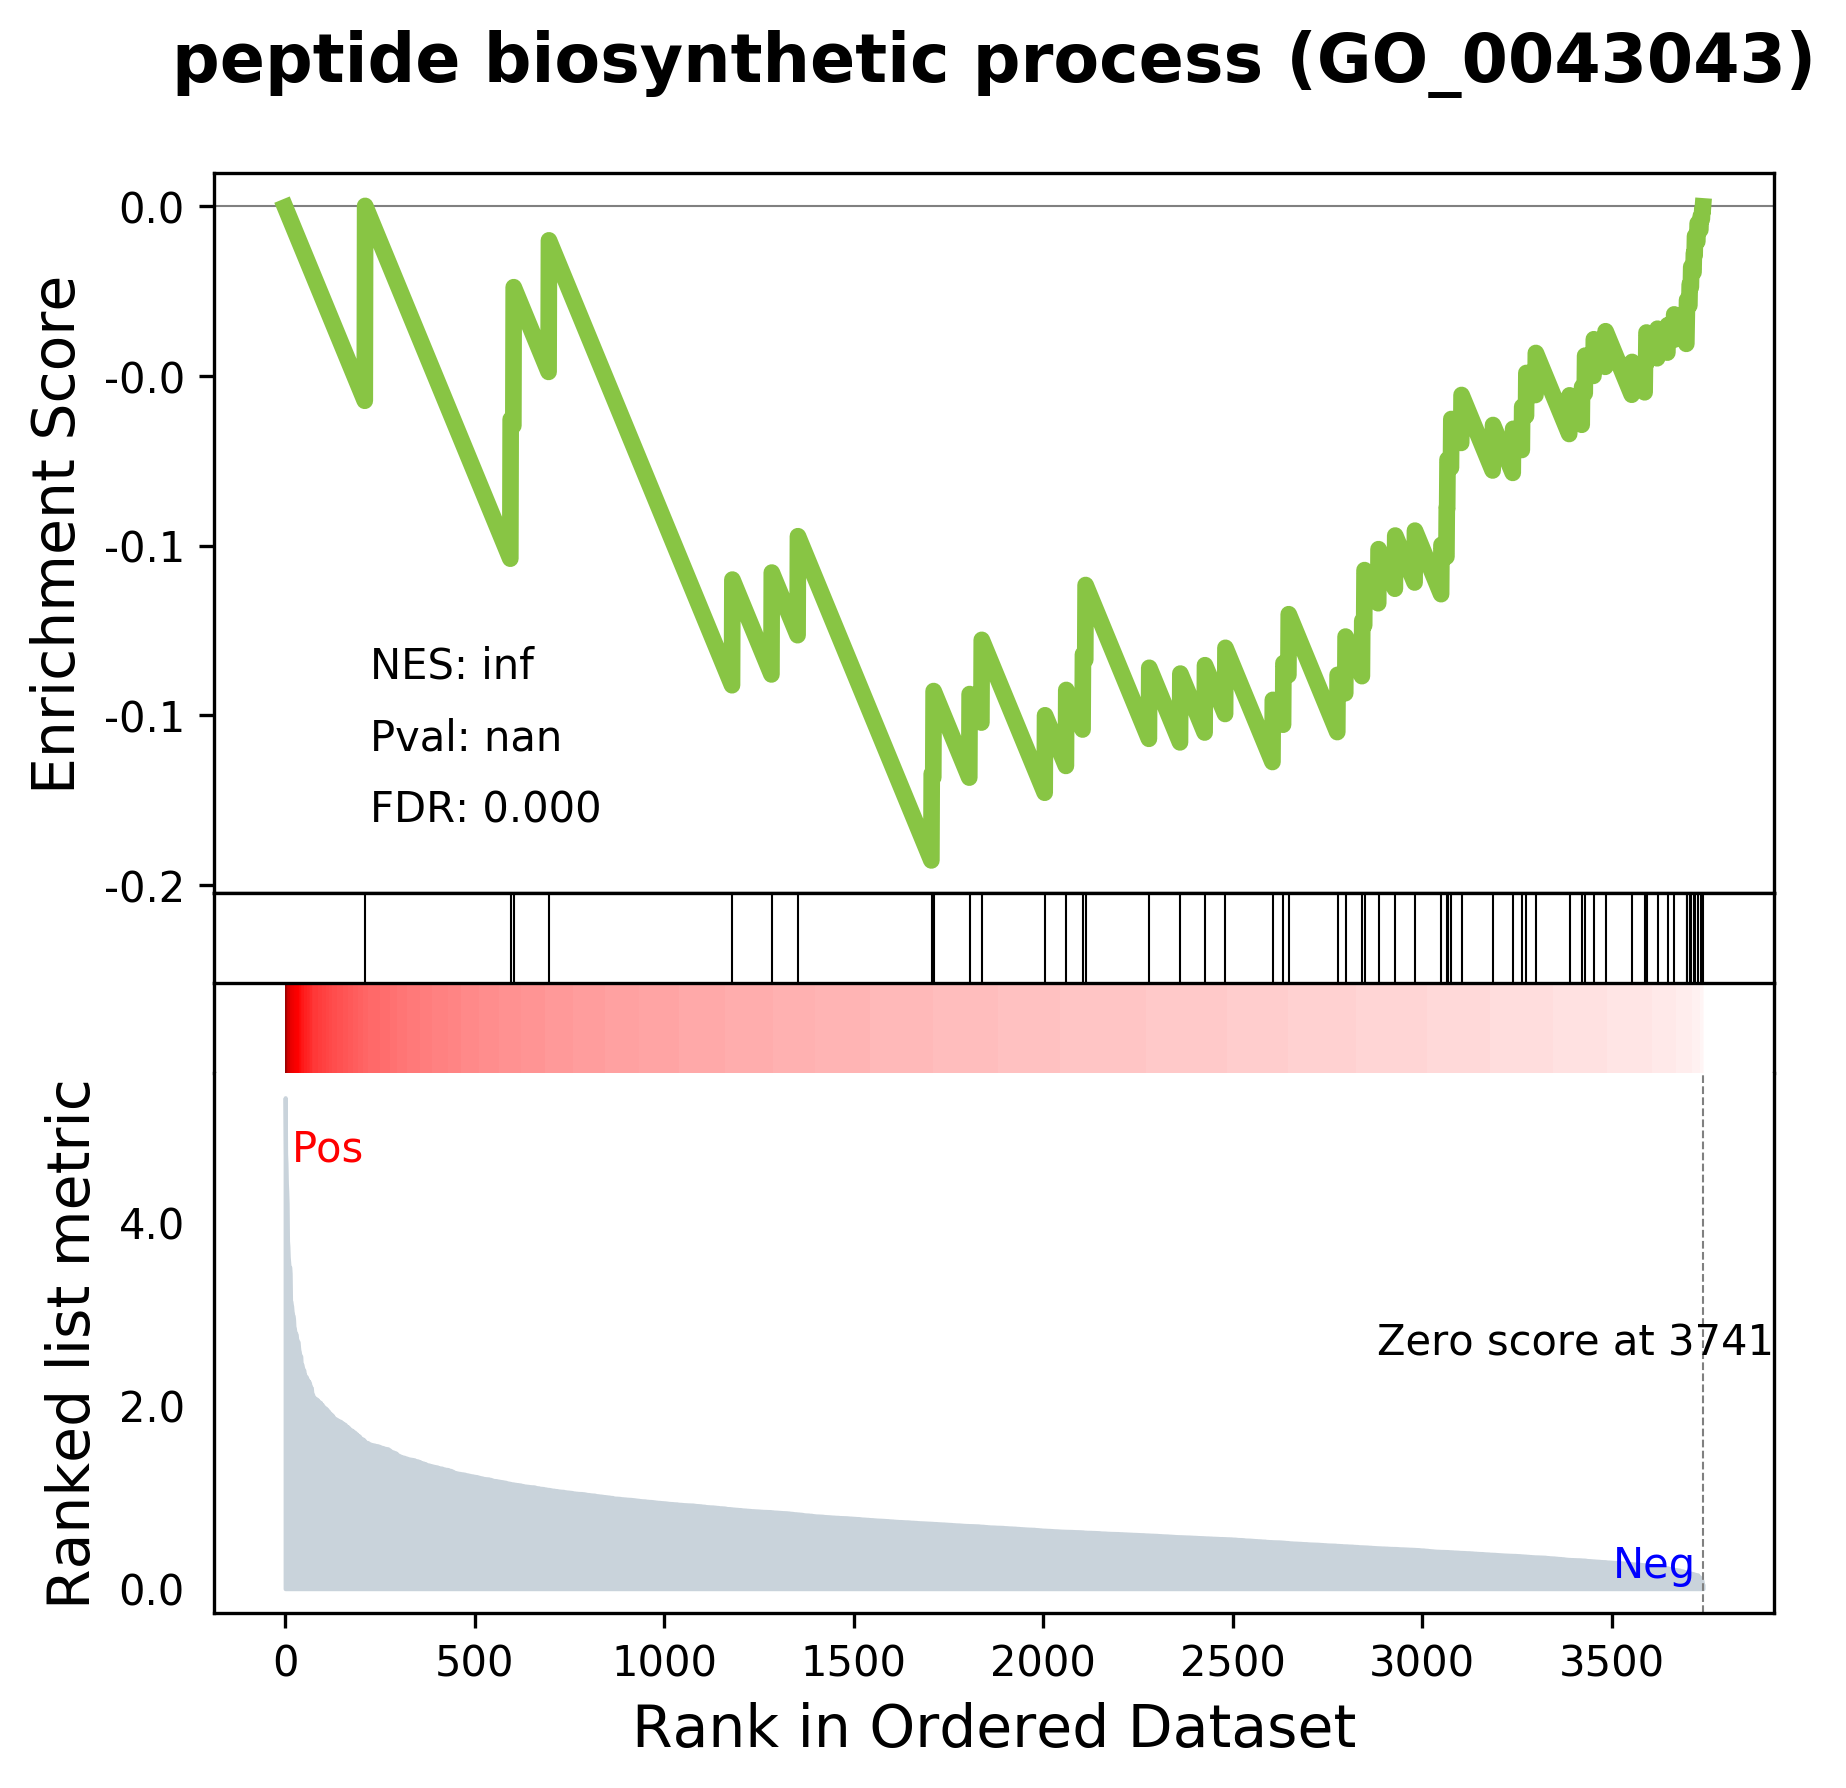 peptide biosynthetic process (GO_0043043)
Enrichment Score
0.0
-0.0
-0.1
-0.1
-0.2
NES: inf
Pval: nan
FDR: 0.000
Ranked list metric
Pos
4.0
2.0
0.0
Zero score at 3741
Neg
0 500 1000 1500 2000 2500 3000 3500
Rank in Ordered Dataset